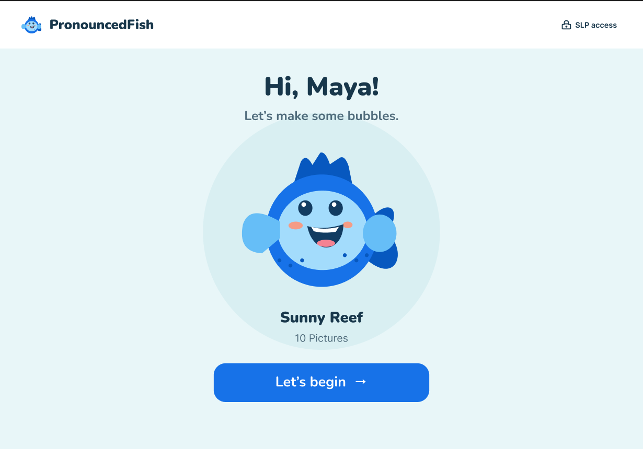 PronouncedFish
SLP access
Hi, Maya!
Let's make some bubbles.
Sunny Reef
10 Pictures
Let's begin →